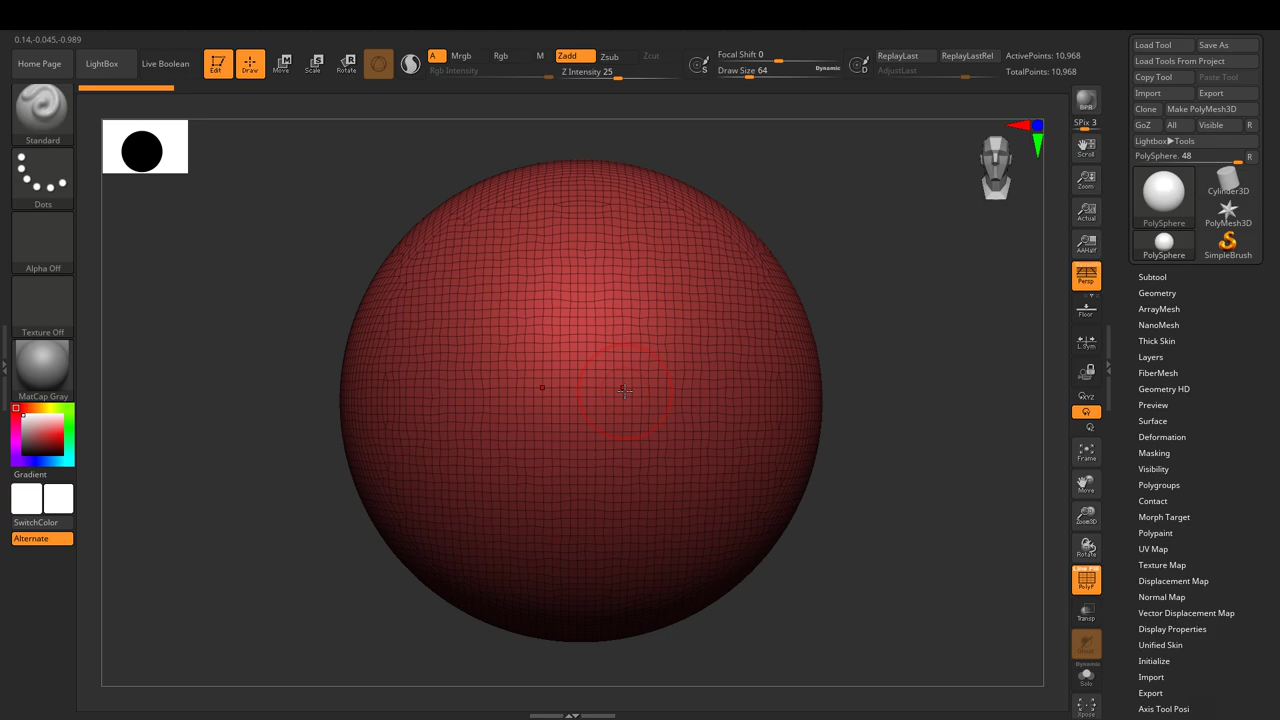 0.14,-0.045,-0.989
Home Page
LightBox
Live Boolean
Edit
Draw
Move
Scale
Rotate
A
Mrgb
Rgb
M
Rgb Intensity
Zadd
Zsub
Zcut
Z Intensity 25
S
Focal Shift 0
Draw Size 64
Dynamic
D
ReplayLast
ReplayLastRel
AdjustLast
ActivePoints: 10,968
TotalPoints: 10,968
Standard
Dots
Alpha Off
Texture Off
MatCap Gray
Gradient
SwitchColor
Alternate
BPR
SPix 3
Scroll
Zoom
Actual
AAHalf
Persp
Floor
L.Sym
XYZ
Frame
Move
Zoom3D
Rotate
Line Fill
PolyF
Transp
Ghost
Dynamic
Solo
Xpose
Load Tool
Save As
Load Tools From Project
Copy Tool
Paste Tool
Import
Export
Clone
Make PolyMesh3D
GoZ
All
Visible
R
Lightbox▶Tools
PolySphere. 48
R
PolySphere
Cylinder3D
PolyMesh3D
PolySphere
SimpleBrush
Subtool
Geometry
ArrayMesh
NanoMesh
Thick Skin
Layers
FiberMesh
Geometry HD
Preview
Surface
Deformation
Masking
Visibility
Polygroups
Contact
Morph Target
Polypaint
UV Map
Texture Map
Displacement Map
Normal Map
Vector Displacement Map
Display Properties
Unified Skin
Initialize
Import
Export
Axis Tool Posi